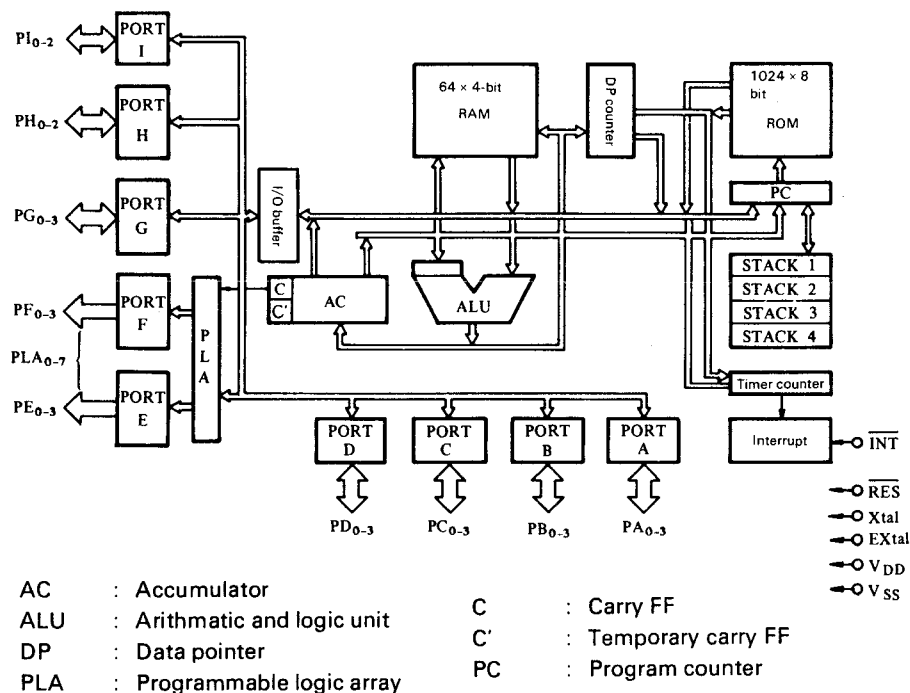 PI0-2
PORT
I
PH0-2
PORT
H
PG0-3
PORT
G
PF0-3
PORT
F
PLA0-7
PE0-3
PORT
E
PLA
I/O buffer
64 × 4-bit
RAM
DP counter
1024 × 8
bit
ROM
PC
C
C'
AC
ALU
STACK 1
STACK 2
STACK 3
STACK 4
Timer counter
Interrupt
INT
PORT
D
PORT
C
PORT
B
PORT
A
PD0-3
PC0-3
PB0-3
PA0-3
RES
Xtal
EXtal
VDD
VSS
AC : Accumulator
ALU : Arithmatic and logic unit
DP : Data pointer
PLA : Programmable logic array
C : Carry FF
C' : Temporary carry FF
PC : Program counter